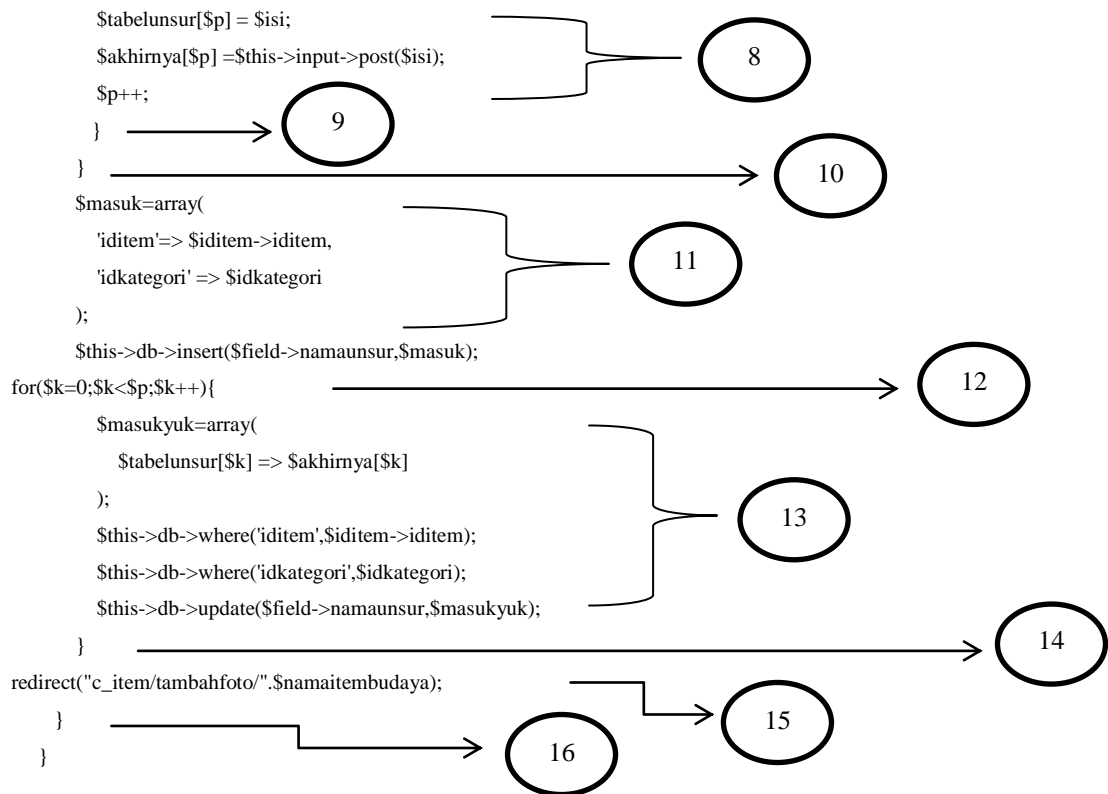 $tabelunsur[$p] = $isi;
$akhirnya[$p] =$this->input->post($isi);
8
$p++;
}
9
}
10
$masuk=array(
'iditem'=> $iditem->iditem,
'idkategori' => $idkategori
11
);
$this->db->insert($field->namaunsur,$masuk);
for($k=0;$k<$p;$k++){
12
$masukyuk=array(
$tabelunsur[$k] => $akhirnya[$k]
);
13
$this->db->where('iditem',$iditem->iditem);
$this->db->where('idkategori',$idkategori);
$this->db->update($field->namaunsur,$masukyuk);
}
14
redirect("c_item/tambahfoto/".$namaitembudaya);
15
}
16
}